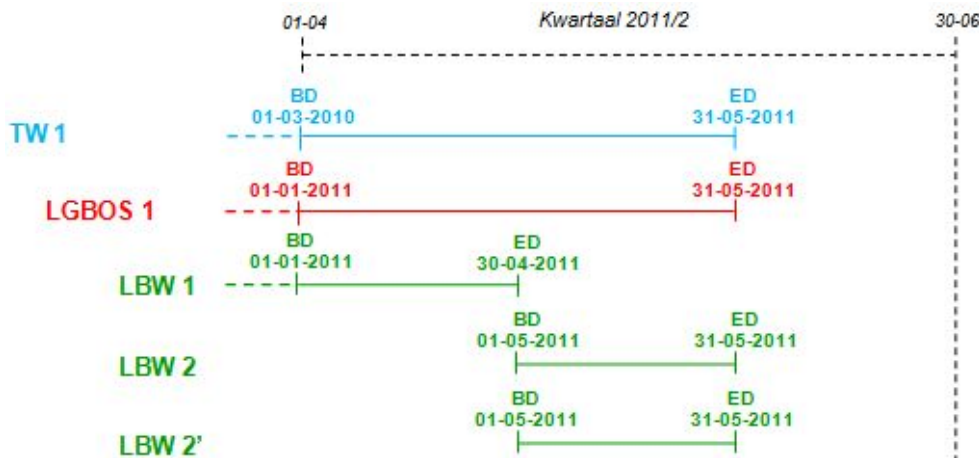 01-04 Kwartaal 2011/2 30-06
BD ED
01-03-2010 31-05-2011
TW 1
BD ED
01-01-2011 31-05-2011
LGBOS 1
BD ED
01-01-2011 30-04-2011
LBW 1
BD ED
01-05-2011 31-05-2011
LBW 2
BD ED
01-05-2011 31-05-2011
LBW 2’